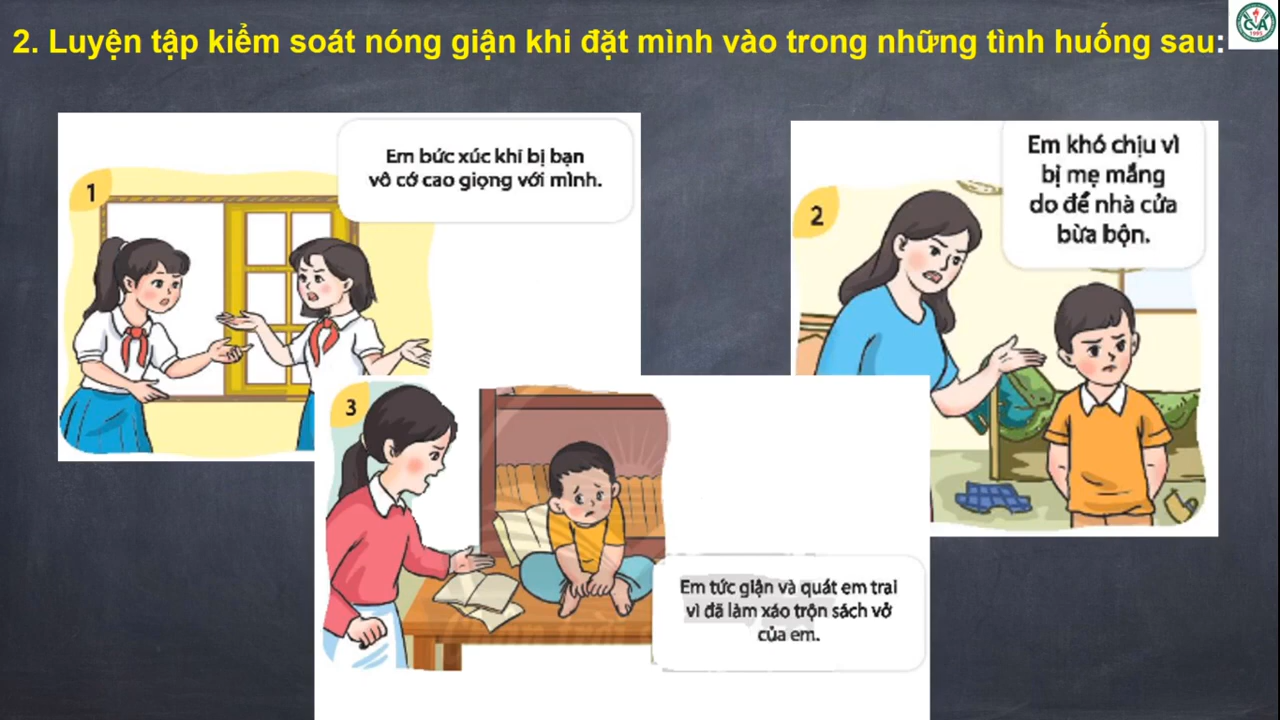 2. Luyện tập kiểm soát nóng giận khi đặt mình vào trong những tình huống sau:
CVA
1995
1
Em bức xúc khi bị bạn
vô cớ cao giọng với mình.
2
Em khó chịu vì
bị mẹ mắng
do để nhà cửa
bừa bộn.
3
Em tức giận và quát em trai
vì đã làm xáo trộn sách vở
của em.